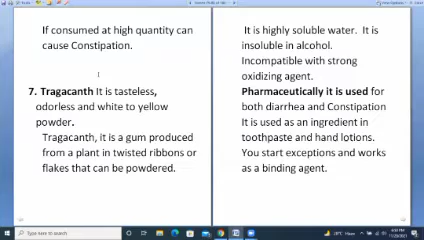 If consumed at high quantity can
cause Constipation.
7. Tragacanth It is tasteless,
odorless and white to yellow
powder.
Tragacanth, it is a gum produced
from a plant in twisted ribbons or
flakes that can be powdered.
It is highly soluble water. It is
insoluble in alcohol.
Incompatible with strong
oxidizing agent.
Pharmaceutically it is used for
both diarrhea and Constipation
It is used as an ingredient in
toothpaste and hand lotions.
You start exceptions and works
as a binding agent.
Type here to search